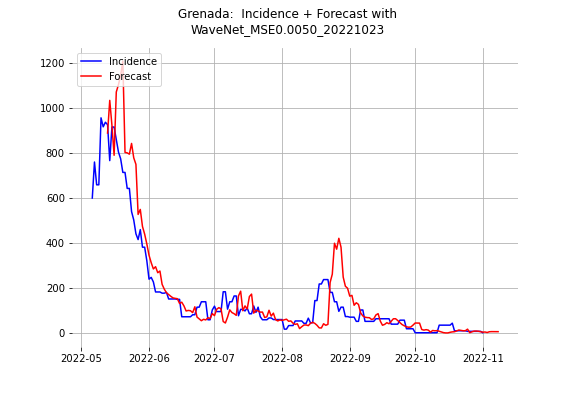 Grenada:  Incidence + Forecast with
WaveNet_MSE0.0050_20221023
Incidence
Forecast
1200
1000
800
600
400
200
0
2022-05 2022-06 2022-07 2022-08 2022-09 2022-10 2022-11